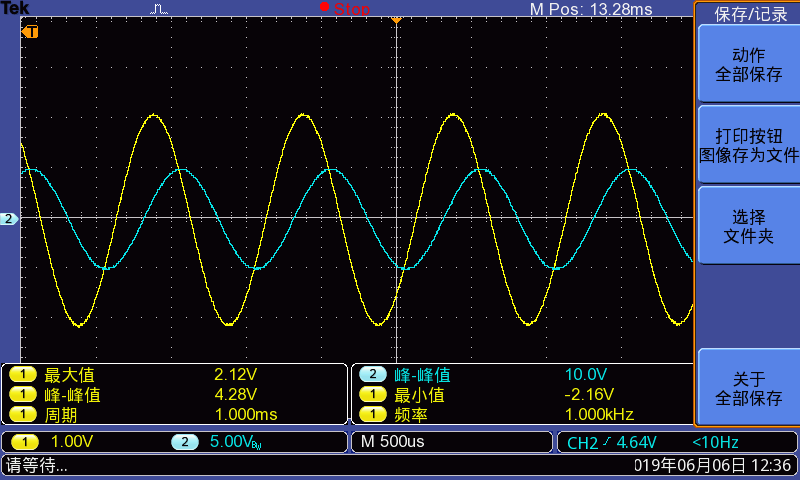 Tek Stop M Pos: 13.28ms 保存/记录
T
动作
全部保存
打印按钮
图像存为文件
2
选择
文件夹
关于
全部保存
1 最大值 2.12V 2 峰-峰值 10.0V
1 峰-峰值 4.28V 1 最小值 -2.16V
1 周期 1.000ms 1 频率 1.000kHz
1 1.00V 2 5.00VBW M 500us CH2 4.64V <10Hz
请等待... 019年06月06日 12:36